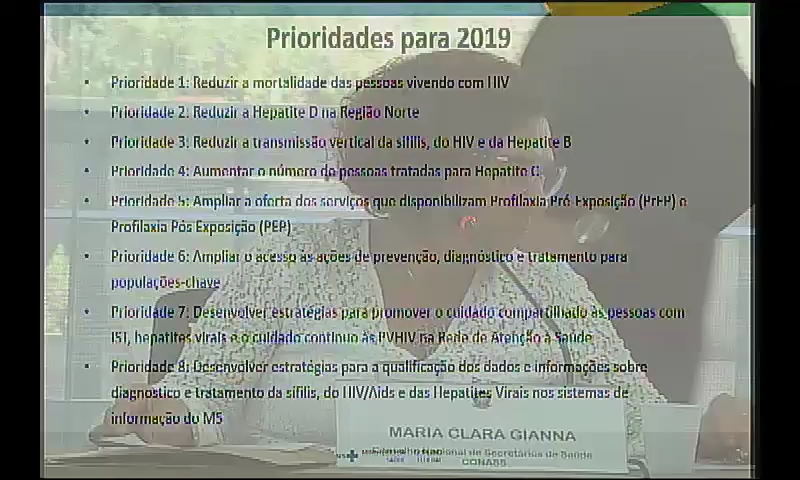 Prioridades para 2019
• Prioridade 1: Reduzir a mortalidade das pessoas vivendo com HIV
• Prioridade 2: Reduzir a Hepatite D na Região Norte
• Prioridade 3: Reduzir a transmissão vertical da sífilis, do HIV e da Hepatite B
• Prioridade 4: Aumentar o número de pessoas tratadas para Hepatite C
• Prioridade 5: Ampliar a oferta dos serviços que disponibilizam Profilaxia Pré-Exposição (PrEP) e
Profilaxia Pós Exposição (PEP)
• Prioridade 6: Ampliar o acesso às ações de prevenção, diagnóstico e tratamento para
populações-chave
• Prioridade 7: Desenvolver estratégias para promover o cuidado compartilhado às pessoas com
IST, hepatites virais e o cuidado contínuo às PVHIV na Rede de Atenção à Saúde
• Prioridade 8: Desenvolver estratégias para a qualificação dos dados e informações sobre
diagnostico e tratamento da sífilis, do HIV/Aids e das Hepatites Virais nos sistemas de
informação do MS
MARIA CLARA GIANNA
de Secretários de Saúde
CONASS